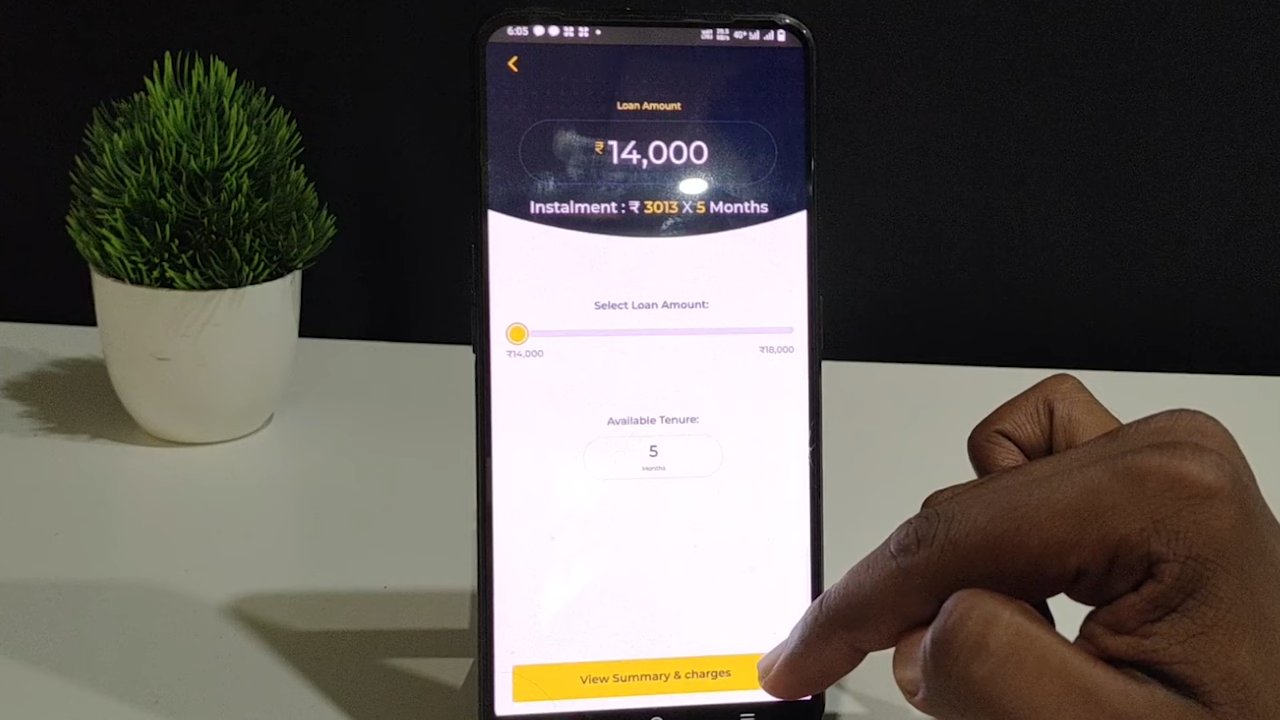 6:05
Loan Amount
₹14,000
Instalment : ₹ 3013 X 5 Months
Select Loan Amount:
₹14,000 ₹18,000
Available Tenure:
5
Months
View Summary & charges